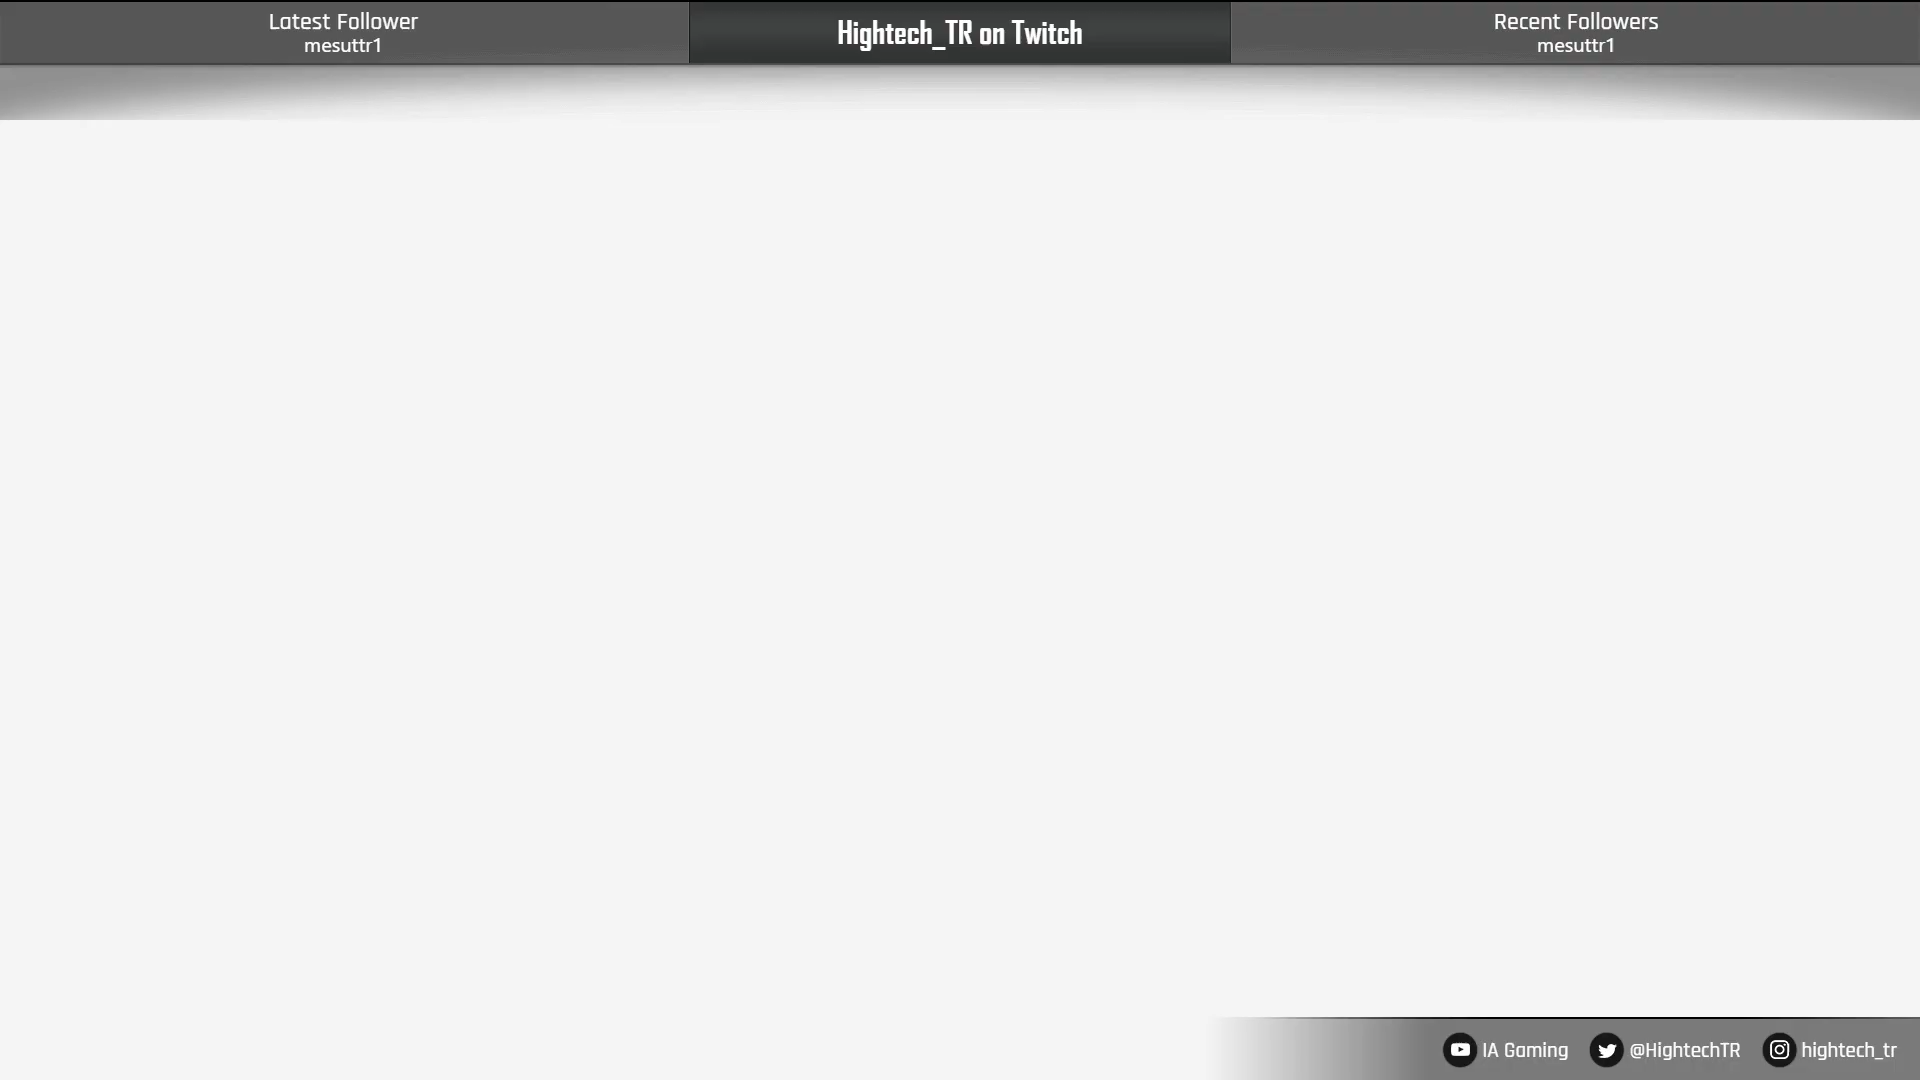 Latest Follower
mesuttr1
Hightech_TR on Twitch
Recent Followers
mesuttr1
IA Gaming
@HightechTR
hightech_tr